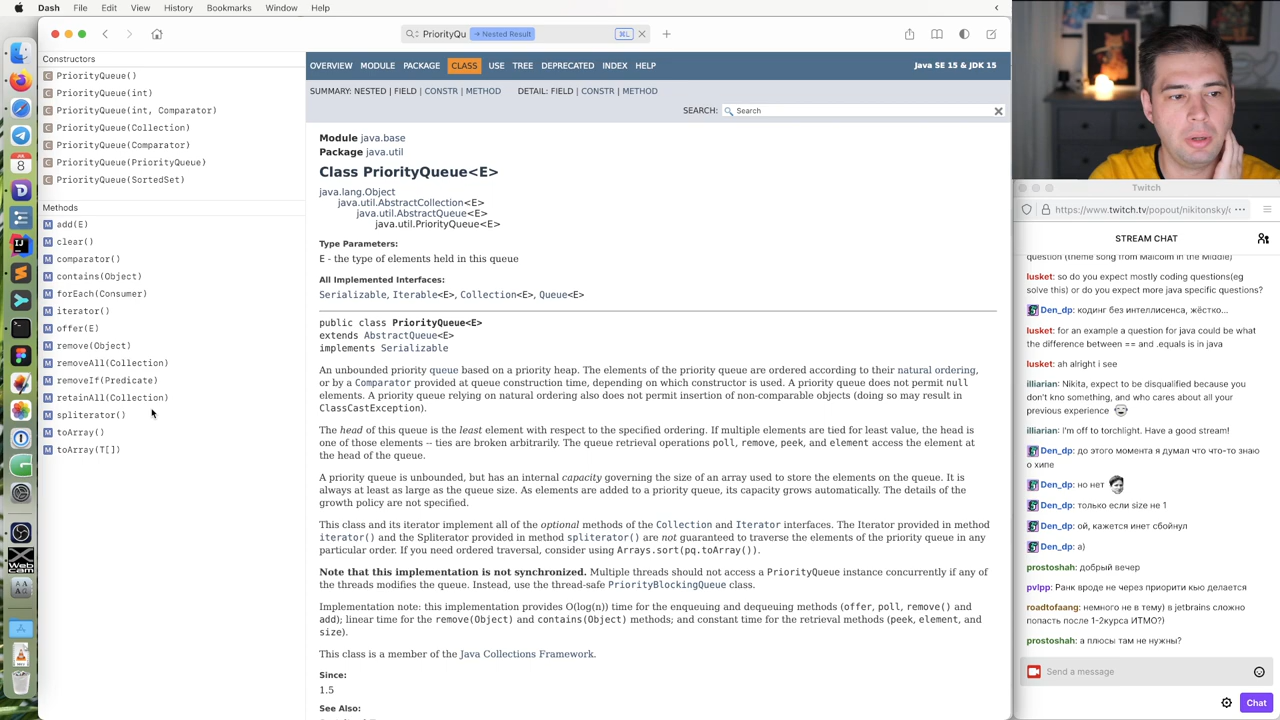 Dash File Edit View History Bookmarks Window Help
PriorityQu → Nested Result ⌘L
Constructors
C PriorityQueue()
C PriorityQueue(int)
C PriorityQueue(int, Comparator)
C PriorityQueue(Collection)
C PriorityQueue(Comparator)
C PriorityQueue(PriorityQueue)
C PriorityQueue(SortedSet)
Methods
M add(E)
M clear()
M comparator()
M contains(Object)
M forEach(Consumer)
M iterator()
M offer(E)
M remove(Object)
M removeAll(Collection)
M removeIf(Predicate)
M retainAll(Collection)
M spliterator()
M toArray()
M toArray(T[])
OVERVIEW MODULE PACKAGE CLASS USE TREE DEPRECATED INDEX HELP Java SE 15 & JDK 15
SUMMARY: NESTED | FIELD | CONSTR | METHOD DETAIL: FIELD | CONSTR | METHOD
SEARCH: Search
Module java.base
Package java.util
Class PriorityQueue<E>
java.lang.Object
java.util.AbstractCollection<E>
java.util.AbstractQueue<E>
java.util.PriorityQueue<E>
Type Parameters:
E - the type of elements held in this queue
All Implemented Interfaces:
Serializable, Iterable<E>, Collection<E>, Queue<E>
public class PriorityQueue<E>
extends AbstractQueue<E>
implements Serializable
An unbounded priority queue based on a priority heap. The elements of the priority queue are ordered according to their natural ordering,
or by a Comparator provided at queue construction time, depending on which constructor is used. A priority queue does not permit null
elements. A priority queue relying on natural ordering also does not permit insertion of non-comparable objects (doing so may result in
ClassCastException).
The head of this queue is the least element with respect to the specified ordering. If multiple elements are tied for least value, the head is
one of those elements -- ties are broken arbitrarily. The queue retrieval operations poll, remove, peek, and element access the element at
the head of the queue.
A priority queue is unbounded, but has an internal capacity governing the size of an array used to store the elements on the queue. It is
always at least as large as the queue size. As elements are added to a priority queue, its capacity grows automatically. The details of the
growth policy are not specified.
This class and its iterator implement all of the optional methods of the Collection and Iterator interfaces. The Iterator provided in method
iterator() and the Spliterator provided in method spliterator() are not guaranteed to traverse the elements of the priority queue in any
particular order. If you need ordered traversal, consider using Arrays.sort(pq.toArray()).
Note that this implementation is not synchronized. Multiple threads should not access a PriorityQueue instance concurrently if any of
the threads modifies the queue. Instead, use the thread-safe PriorityBlockingQueue class.
Implementation note: this implementation provides O(log(n)) time for the enqueuing and dequeuing methods (offer, poll, remove() and
add); linear time for the remove(Object) and contains(Object) methods; and constant time for the retrieval methods (peek, element, and
size).
This class is a member of the Java Collections Framework.
Since:
1.5
See Also:
JUL
8
Web
cam
Twitch
https://www.twitch.tv/popout/nikitonsky/c
STREAM CHAT
question (theme song from Malcolm in the Middle)
lusket: so do you expect mostly coding questions(eg
solve this) or do you expect more java specific questions?
Den_dp: кодинг без интеллисенса, жёстко...
lusket: for an example a question for java could be what
the difference between == and .equals is in java
lusket: ah alright i see
illiarian: Nikita, expect to be disqualified because you
don't kno something, and who cares about all your
previous experience
illiarian: I'm off to torchlight. Have a good stream!
Den_dp: до этого момента я думал что что-то знаю
о хипе
Den_dp: но нет
Den_dp: только если size не 1
Den_dp: ой, кажется инет сбойнул
Den_dp: а)
prostoshah: добрый вечер
pvlpp: Ранк вроде не через приорити кью делается
roadtofaang: немного не в тему) в jetbrains сложно
попасть после 1-2курса ИТМО?)
prostoshah: а плюсы там не нужны?
Send a message
Chat